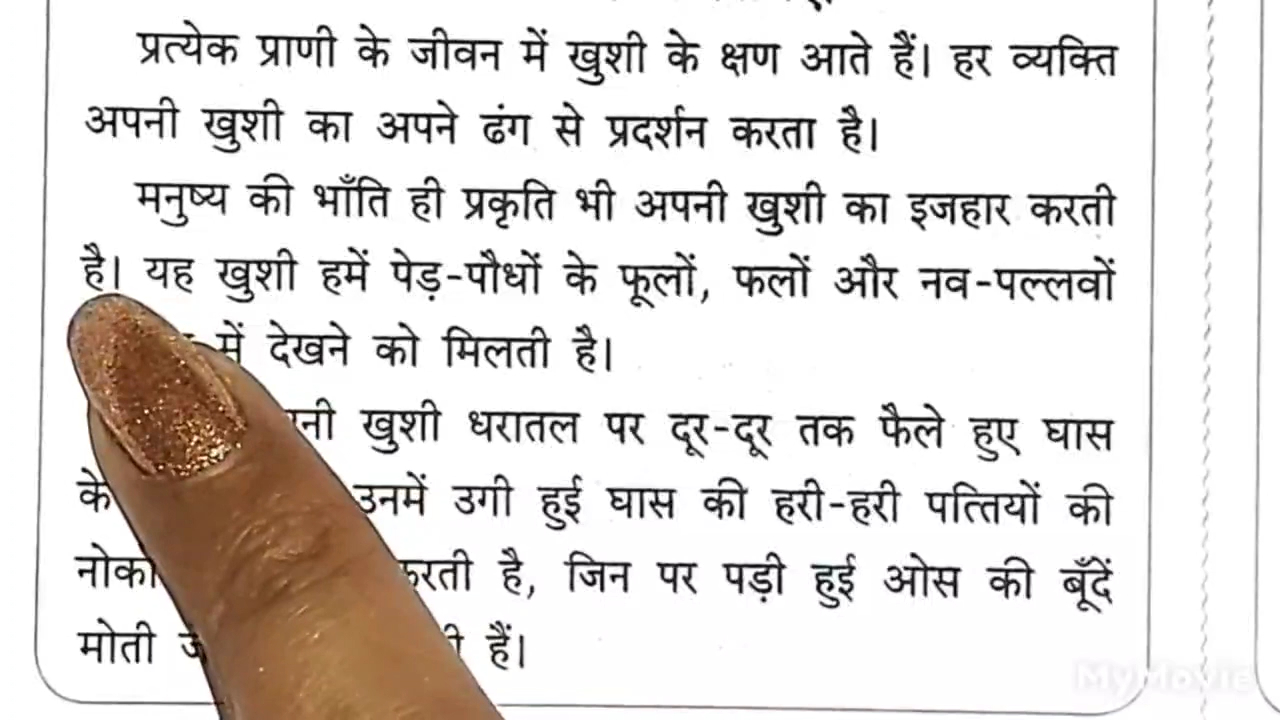 प्रत्येक प्राणी के जीवन में खुशी के क्षण आते हैं। हर व्यक्ति
अपनी खुशी का अपने ढंग से प्रदर्शन करता है।
मनुष्य की भाँति ही प्रकृति भी अपनी खुशी का इजहार करती
है। यह खुशी हमें पेड़-पौधों के फूलों, फलों और नव-पल्लवों
में देखने को मिलती है।
खुशी धरातल पर दूर-दूर तक फैले हुए घास
के उनमें उगी हुई घास की हरी-हरी पत्तियों की
है, जिन पर पड़ी हुई ओस की बूँदें
मोती हैं।
MyMovie